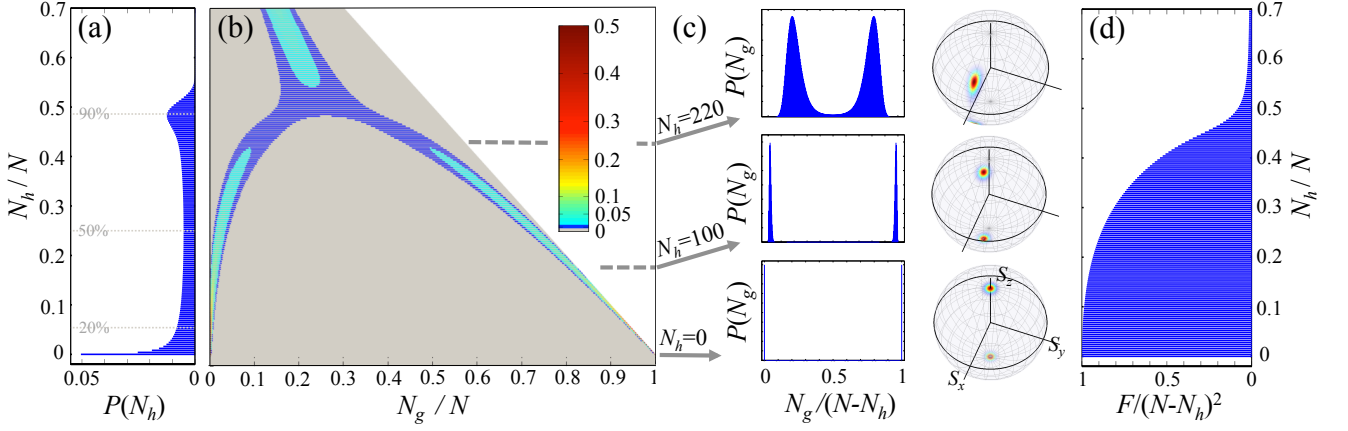 (a)
(b)
(c)
(d)
0.7
0.6
0.5
0.4
0.3
0.2
0.1
0
N_h / N
90%
50%
20%
0.05
0
P(N_h)
0.5
0.4
0.3
0.2
0.1
0.05
0
0
0.1
0.2
0.3
0.4
0.5
0.6
0.7
0.8
0.9
1
N_g / N
N_h=220
N_h=100
N_h=0
P(N_g)
P(N_g)
P(N_g)
0
1
N_g/(N-N_h)
S_z
S_y
S_x
0.7
0.6
0.5
0.4
0.3
0.2
0.1
0
N_h / N
1
0.5
0
F/(N-N_h)²